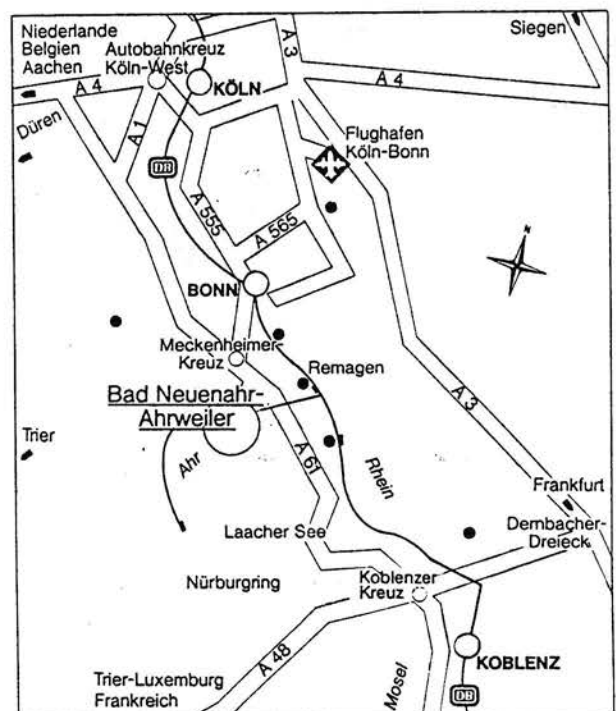 Niederlande
Belgien
Aachen
Autobahnkreuz
Köln-West
A 3
Siegen
A 4
KÖLN
A 4
Düren
A 1
DB
Flughafen
Köln-Bonn
A 555
A 565
N
BONN
Meckenheimer-
Kreuz
Remagen
Bad Neuenahr-
Ahrweiler
A 3
Trier
Ahr
A 61
Rhein
Frankfurt
Dernbacher-
Dreieck
Laacher See
Nürburgring
Koblenzer
Kreuz
A 48
KOBLENZ
Trier-Luxemburg
Frankreich
Mosel
DB